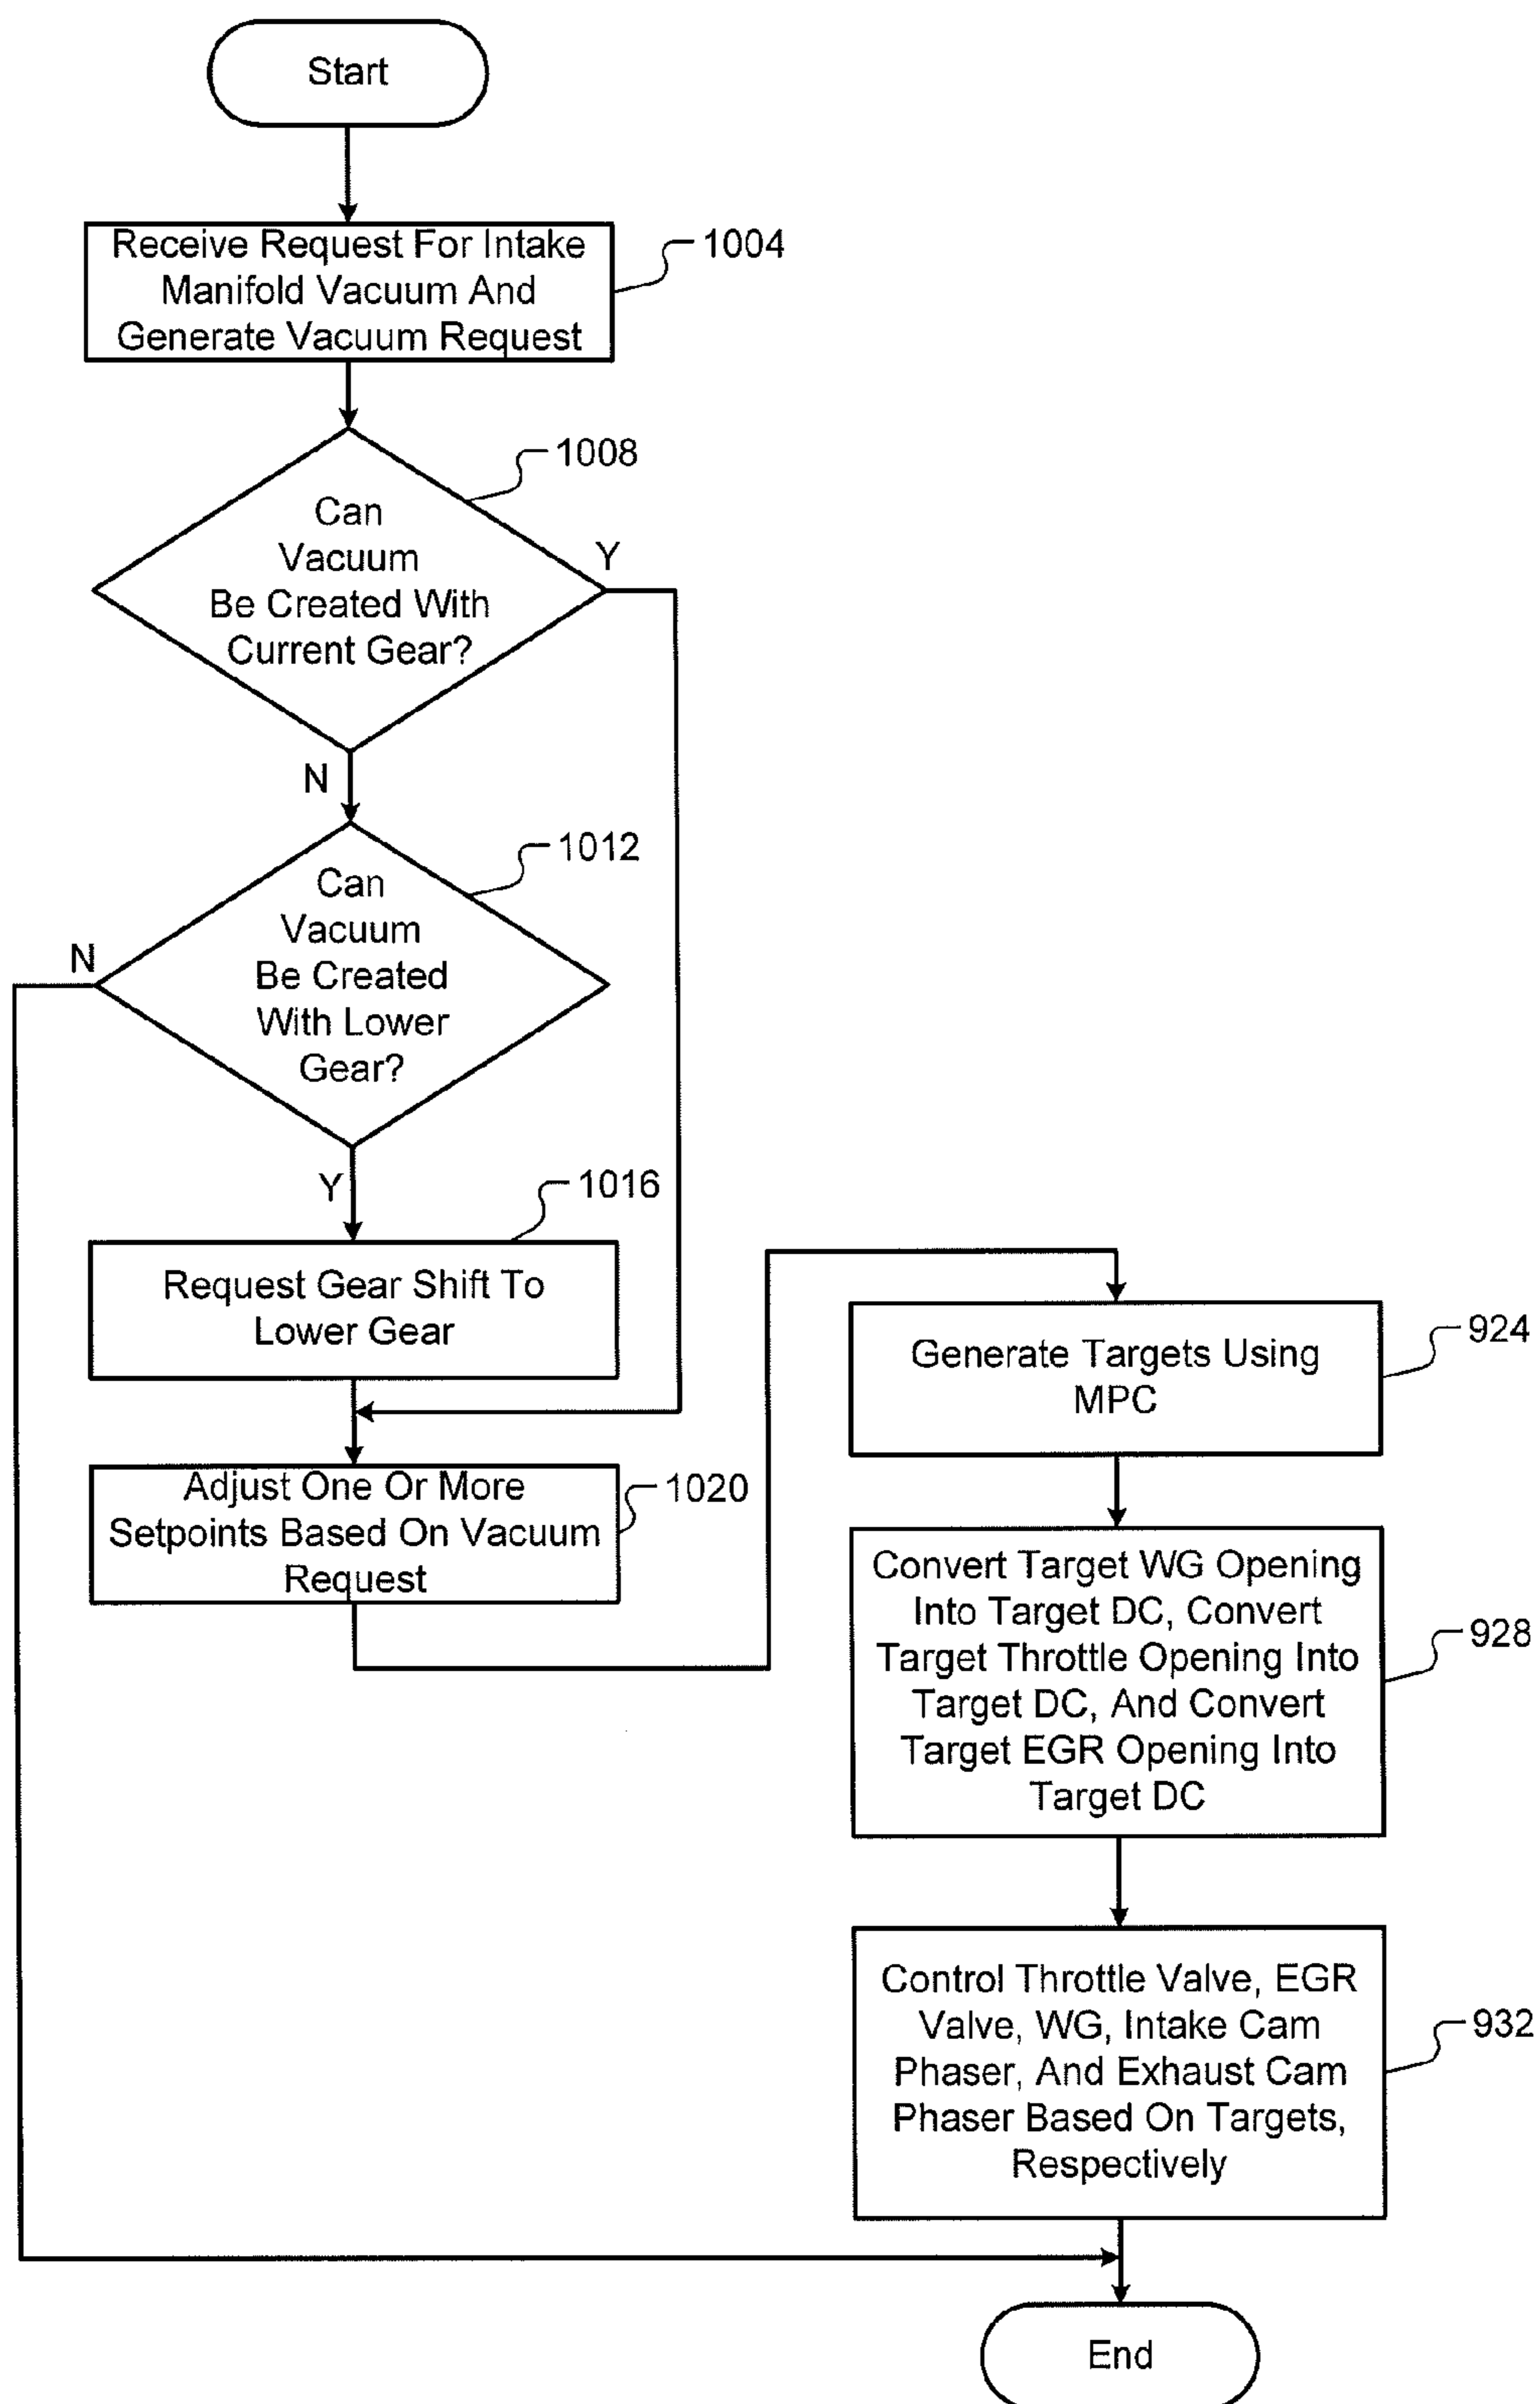 Start
Receive Request For Intake
Manifold Vacuum And
Generate Vacuum Request
1004
Can
Vacuum
Be Created With
Current Gear?
1008
Y
N
Can
Vacuum
Be Created
With Lower
Gear?
1012
N
Y
Request Gear Shift To
Lower Gear
1016
Adjust One Or More
Setpoints Based On Vacuum
Request
1020
Generate Targets Using
MPC
924
Convert Target WG Opening
Into Target DC, Convert
Target Throttle Opening Into
Target DC, And Convert
Target EGR Opening Into
Target DC
928
Control Throttle Valve, EGR
Valve, WG, Intake Cam
Phaser, And Exhaust Cam
Phaser Based On Targets,
Respectively
932
End